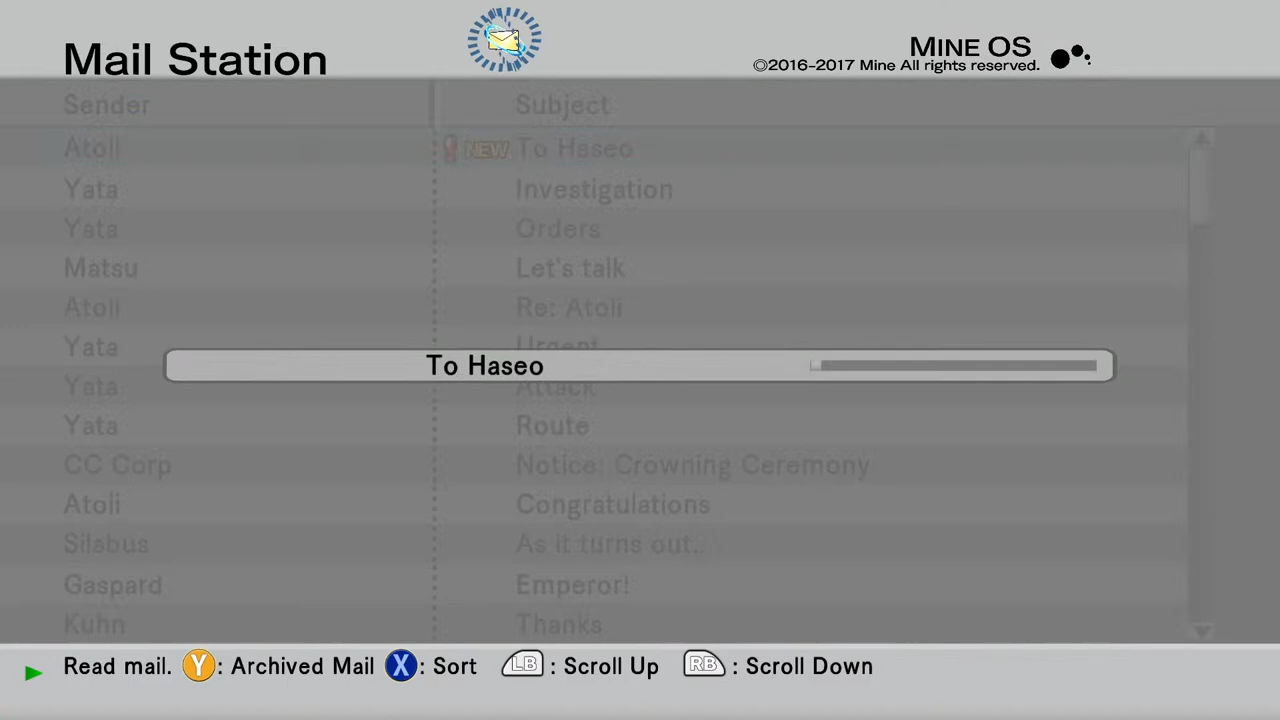 Mail Station
MINE OS
©2016-2017 Mine All rights reserved.
Sender Subject
Atoli NEW To Haseo
Yata Investigation
Yata Orders
Matsu Let's talk
Atoli Re: Atoli
Yata Urgent
To Haseo
Yata Attack
Yata Route
CC Corp Notice: Crowning Ceremony
Atoli Congratulations
Silabus As it turns out..
Gaspard Emperor!
Kuhn Thanks
Read mail. Y: Archived Mail X: Sort LB: Scroll Up RB: Scroll Down